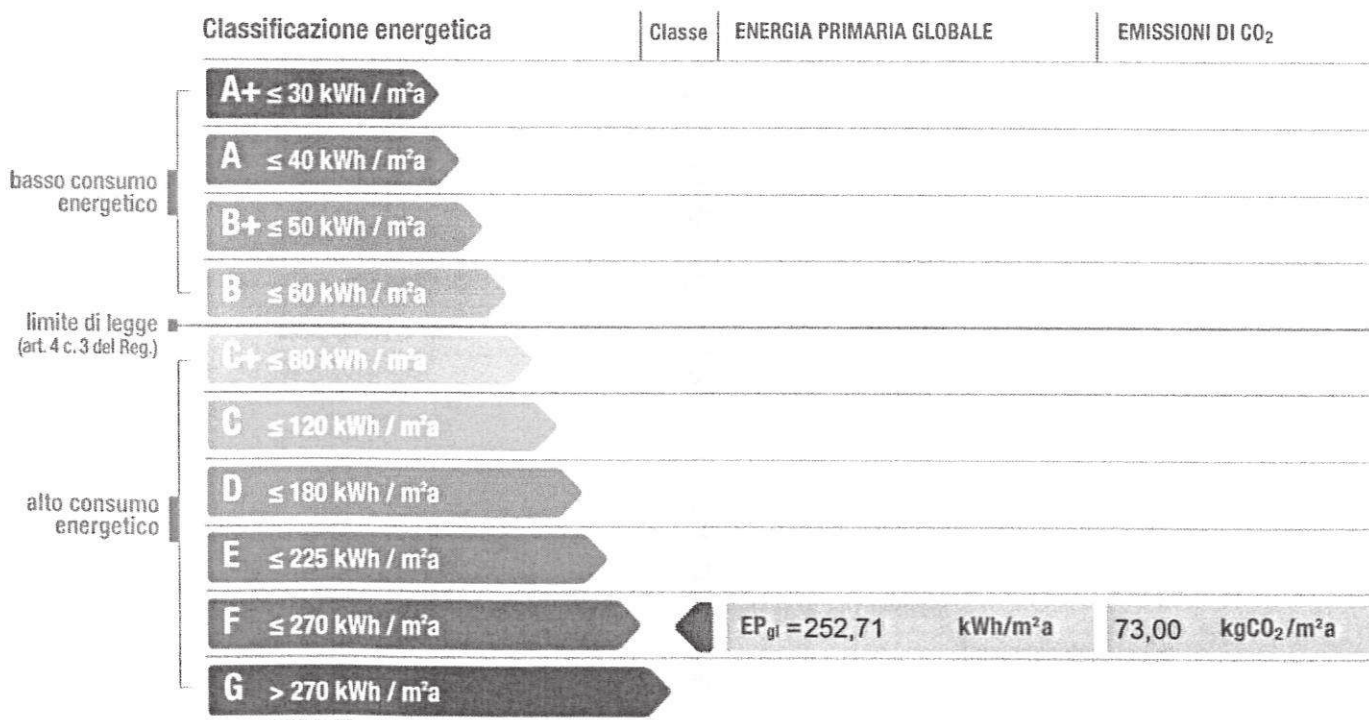 Classificazione energetica Classe ENERGIA PRIMARIA GLOBALE EMISSIONI DI CO₂
A+ ≤ 30 kWh / m²a
A ≤ 40 kWh / m²a
basso consumo
energetico
B+ ≤ 50 kWh / m²a
B ≤ 60 kWh / m²a
limite di legge
(art. 4 c. 3 del Reg.)
C+ ≤ 80 kWh / m²a
C ≤ 120 kWh / m²a
D ≤ 180 kWh / m²a
alto consumo
energetico
E ≤ 225 kWh / m²a
F ≤ 270 kWh / m²a EPgl =252,71 kWh/m²a 73,00 kgCO₂/m²a
G > 270 kWh / m²a